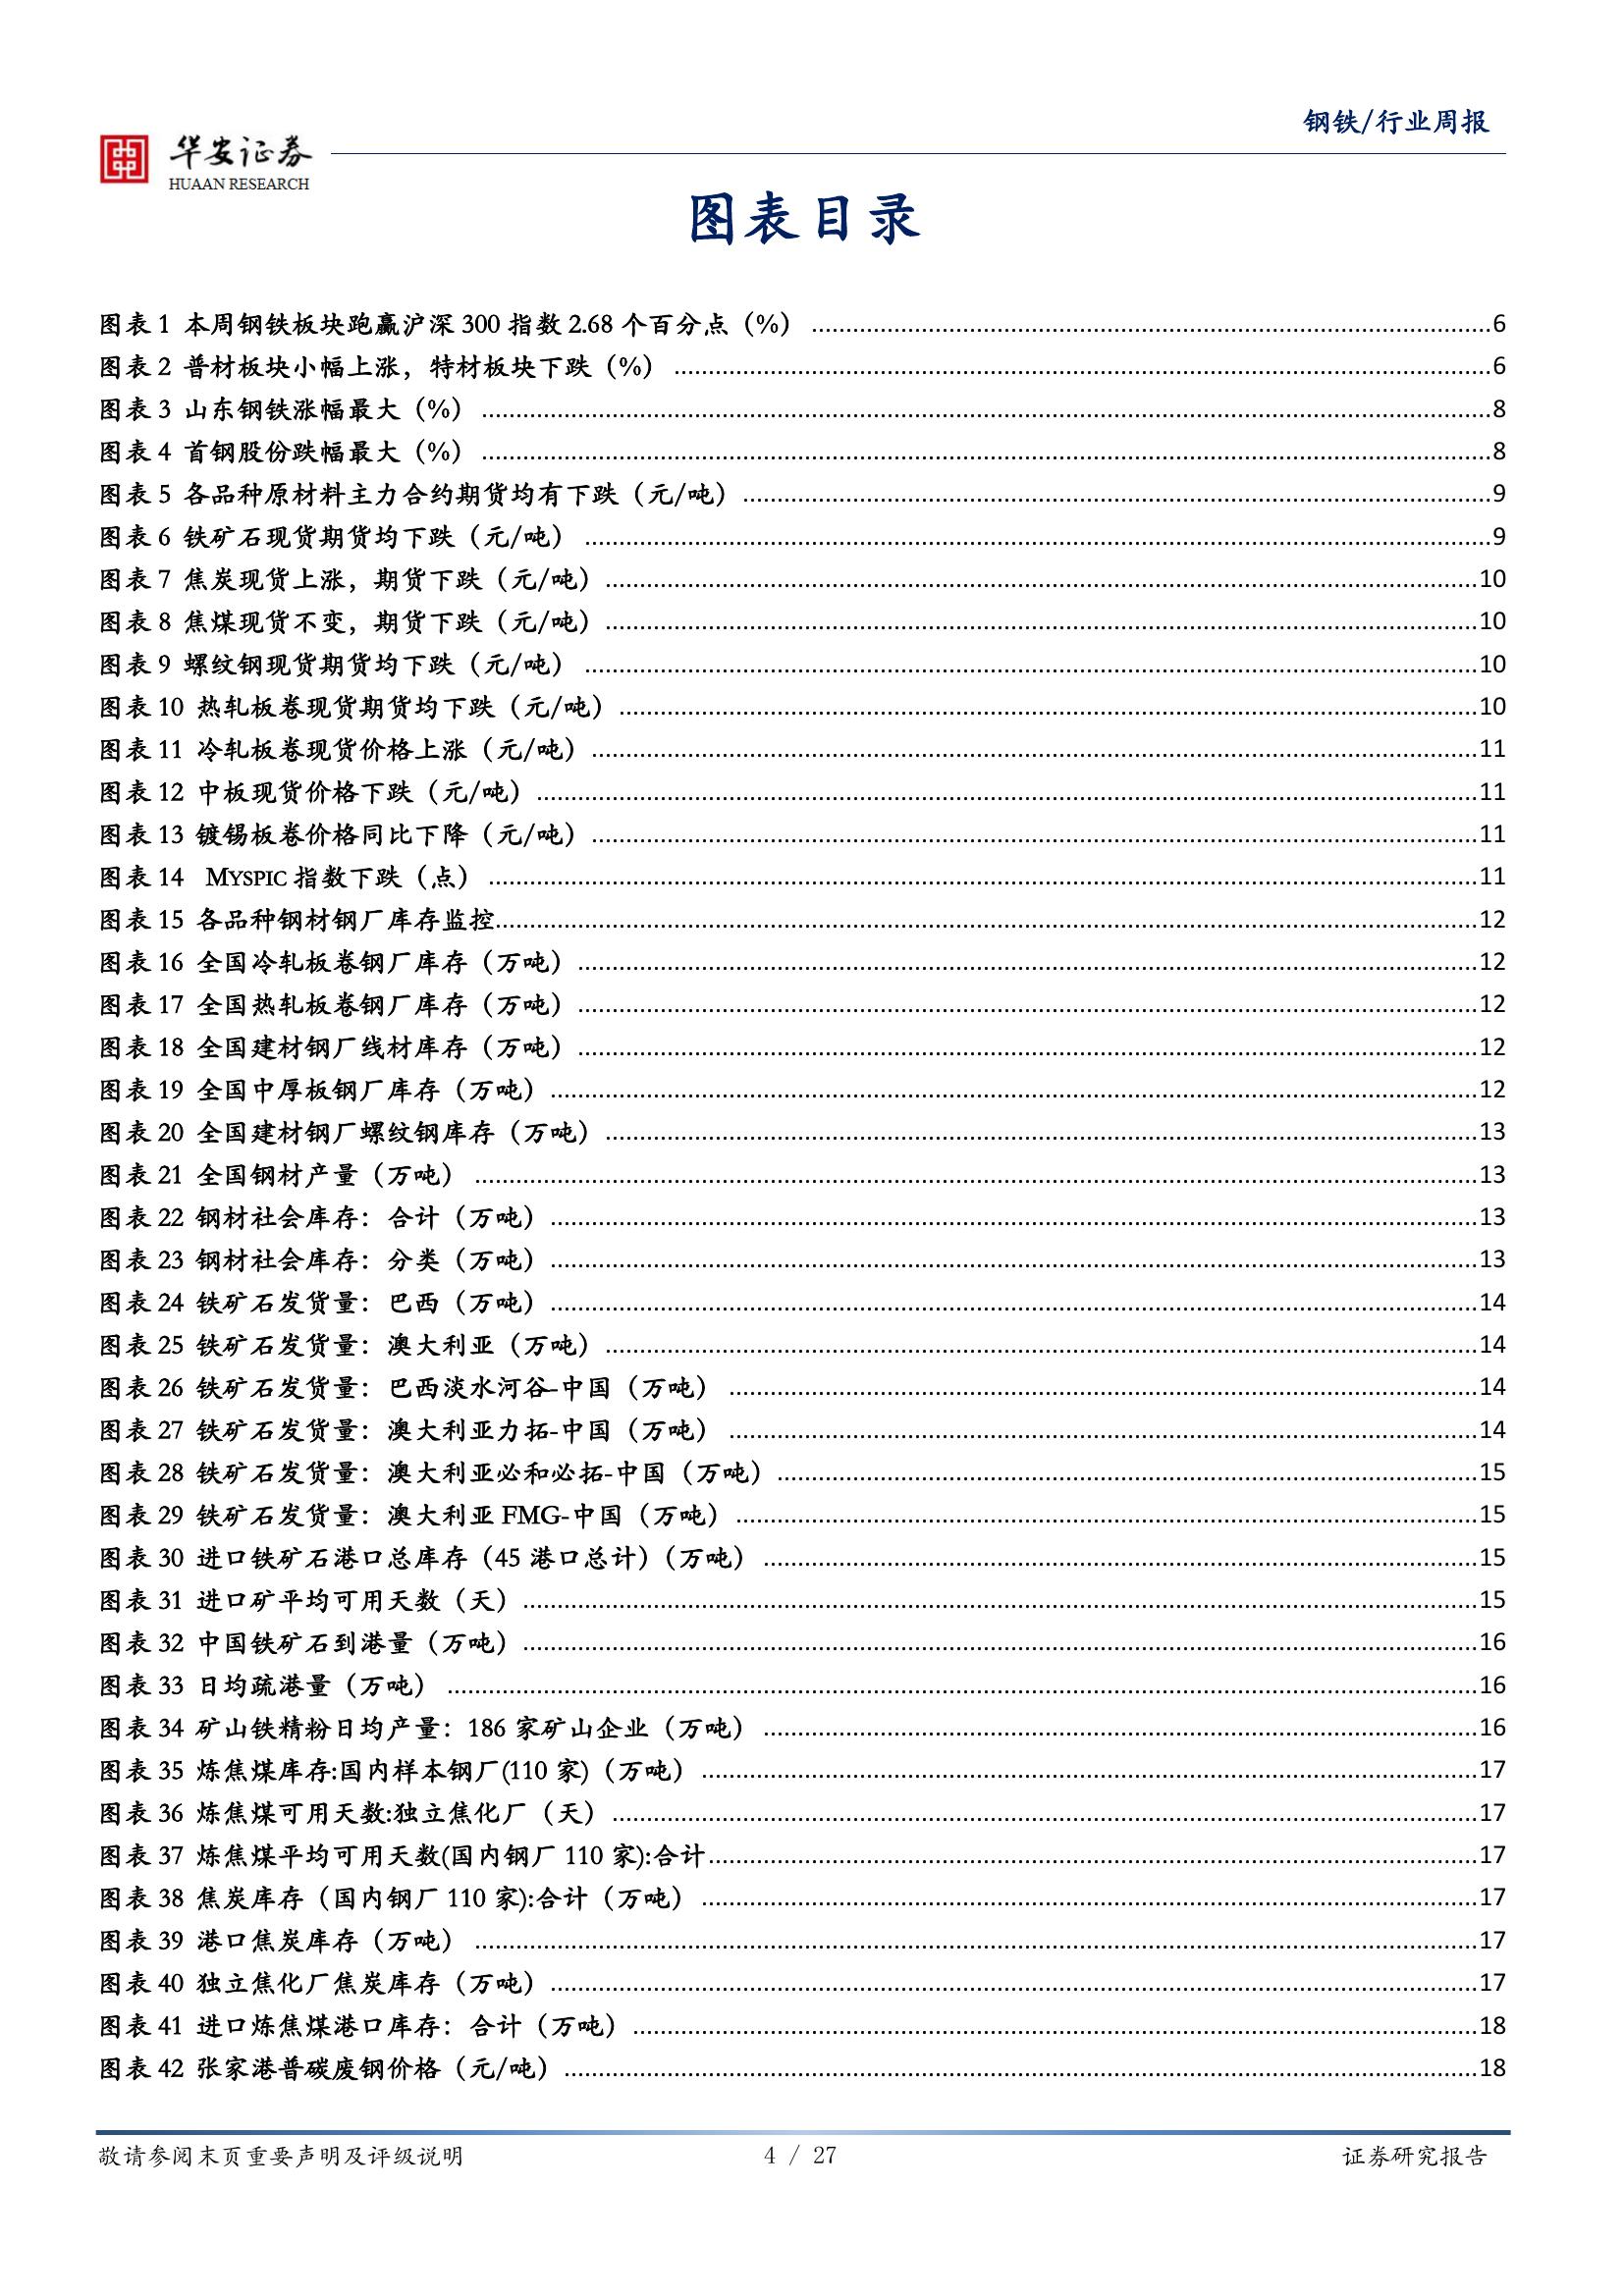 钢铁/行业周报
华安证券
HUAAN RESEARCH
图表目录
图表 1 本周钢铁板块跑赢沪深 300 指数 2.68 个百分点（%） ........ 6
图表 2 普材板块小幅上涨，特材板块下跌（%） ........ 6
图表 3 山东钢铁涨幅最大（%） ........ 8
图表 4 首钢股份跌幅最大（%） ........ 8
图表 5 各品种原材料主力合约期货均有下跌（元/吨） ........ 9
图表 6 铁矿石现货期货均下跌（元/吨） ........ 9
图表 7 焦炭现货上涨，期货下跌（元/吨） ........ 10
图表 8 焦煤现货不变，期货下跌（元/吨） ........ 10
图表 9 螺纹钢现货期货均下跌（元/吨） ........ 10
图表 10 热轧板卷现货期货均下跌（元/吨） ........ 10
图表 11 冷轧板卷现货价格上涨（元/吨） ........ 11
图表 12 中板现货价格下跌（元/吨） ........ 11
图表 13 镀锡板卷价格同比下降（元/吨） ........ 11
图表 14 MYSPIC 指数下跌（点） ........ 11
图表 15 各品种钢材钢厂库存监控 ........ 12
图表 16 全国冷轧板卷钢厂库存（万吨） ........ 12
图表 17 全国热轧板卷钢厂库存（万吨） ........ 12
图表 18 全国建材钢厂线材库存（万吨） ........ 12
图表 19 全国中厚板钢厂库存（万吨） ........ 12
图表 20 全国建材钢厂螺纹钢库存（万吨） ........ 13
图表 21 全国钢材产量（万吨） ........ 13
图表 22 钢材社会库存：合计（万吨） ........ 13
图表 23 钢材社会库存：分类（万吨） ........ 13
图表 24 铁矿石发货量：巴西（万吨） ........ 14
图表 25 铁矿石发货量：澳大利亚（万吨） ........ 14
图表 26 铁矿石发货量：巴西淡水河谷-中国（万吨） ........ 14
图表 27 铁矿石发货量：澳大利亚力拓-中国（万吨） ........ 14
图表 28 铁矿石发货量：澳大利亚必和必拓-中国（万吨） ........ 15
图表 29 铁矿石发货量：澳大利亚 FMG-中国（万吨） ........ 15
图表 30 进口铁矿石港口总库存（45 港口总计）（万吨） ........ 15
图表 31 进口矿平均可用天数（天） ........ 15
图表 32 中国铁矿石到港量（万吨） ........ 16
图表 33 日均疏港量（万吨） ........ 16
图表 34 矿山铁精粉日均产量：186 家矿山企业（万吨） ........ 16
图表 35 炼焦煤库存:国内样本钢厂(110 家)（万吨） ........ 17
图表 36 炼焦煤可用天数:独立焦化厂（天） ........ 17
图表 37 炼焦煤平均可用天数(国内钢厂 110 家):合计 ........ 17
图表 38 焦炭库存（国内钢厂 110 家):合计（万吨） ........ 17
图表 39 港口焦炭库存（万吨） ........ 17
图表 40 独立焦化厂焦炭库存（万吨） ........ 17
图表 41 进口炼焦煤港口库存：合计（万吨） ........ 18
图表 42 张家港普碳废钢价格（元/吨） ........ 18
敬请参阅末页重要声明及评级说明 4 / 27 证券研究报告